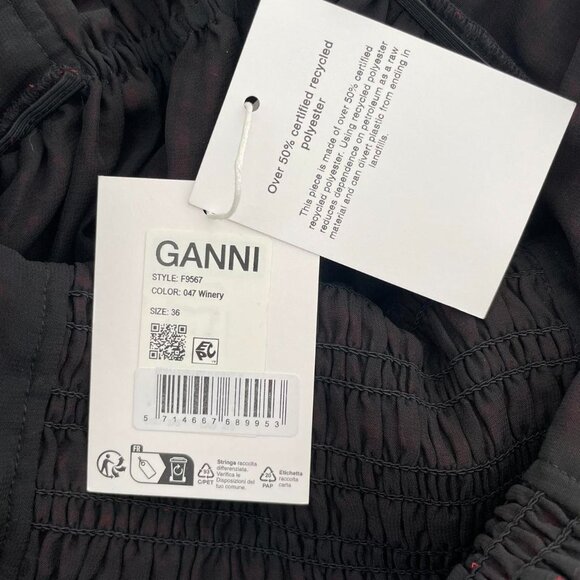 Over 50% certified recycled
polyester
This piece is made of over 50% certified
recycled polyester. Using recycled polyester
reduces dependence on petroleum as a raw
material and can divert plastic from ending in
landfills.
GANNI
STYLE: F9567
COLOR: 047 Winery
SIZE: 36
5 714667 689953
FR
93
C/PET
Stringa raccolta
differenziata.
Verifica le
Disposizioni del
tuo comune.
20
PAP
Etichetta
raccolta
carta